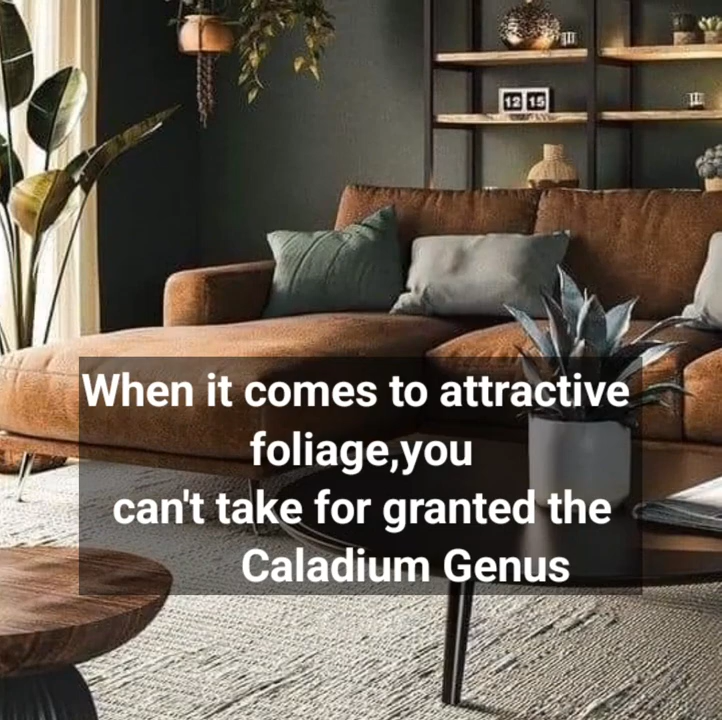 12 15
When it comes to attractive
foliage,you
can't take for granted the
Caladium Genus